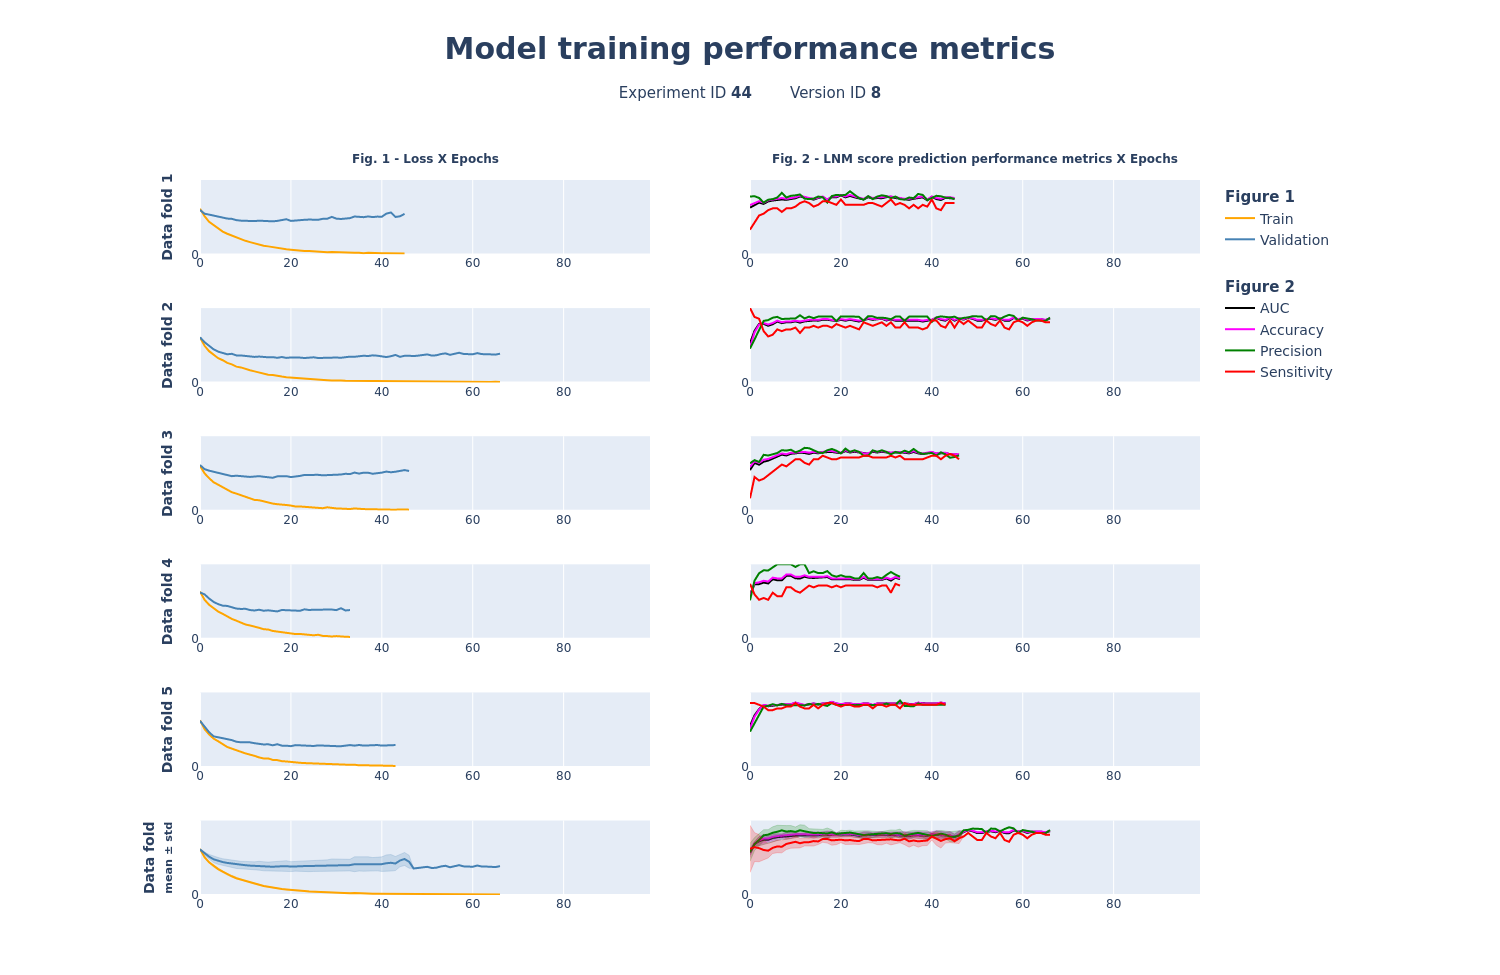 Model training performance metrics
Experiment ID 44 Version ID 8
Fig. 1 - Loss X Epochs
Fig. 2 - LNM score prediction performance metrics X Epochs
Data fold 1
0
0 20 40 60 80
0
0 20 40 60 80
Figure 1
Train
Validation
Figure 2
AUC
Accuracy
Precision
Sensitivity
Data fold 2
0
0 20 40 60 80
0
0 20 40 60 80
Data fold 3
0
0 20 40 60 80
0
0 20 40 60 80
Data fold 4
0
0 20 40 60 80
0
0 20 40 60 80
Data fold 5
0
0 20 40 60 80
0
0 20 40 60 80
Data fold
mean ± std
0
0 20 40 60 80
0
0 20 40 60 80